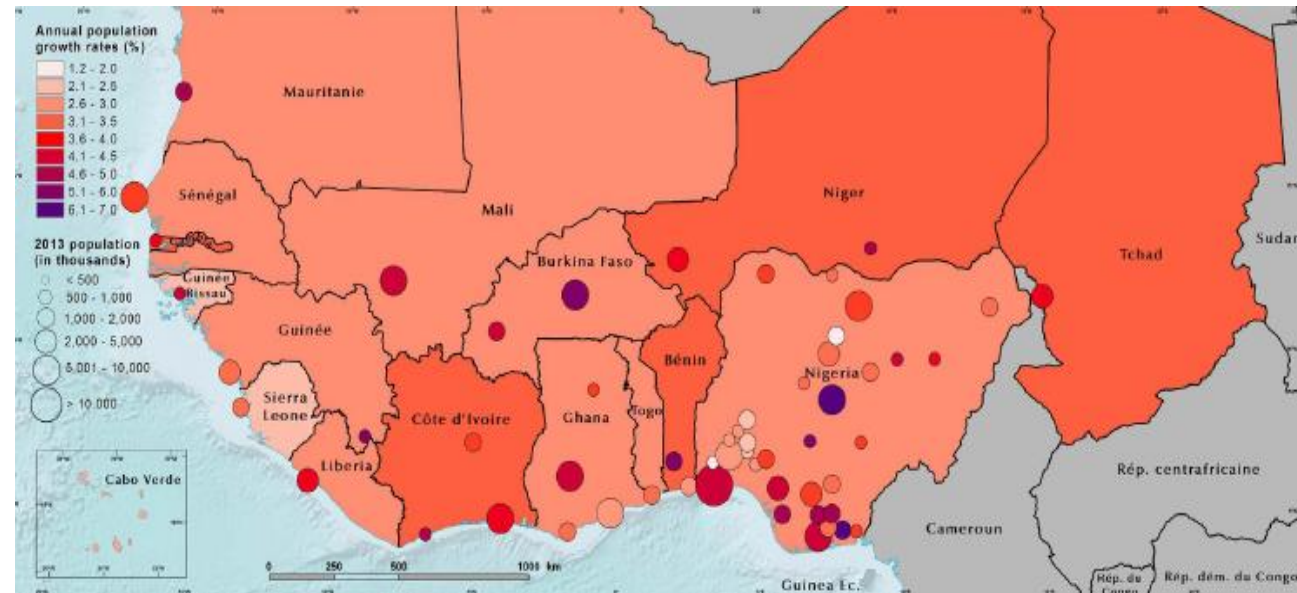 Annual population
growth rates (%)
1.2 - 2.0
2.1 - 2.5
2.6 - 3.0
3.1 - 3.5
3.6 - 4.0
4.1 - 4.5
4.6 - 5.0
5.1 - 6.0
6.1 - 7.0
2013 population
(in thousands)
< 500
500 - 1,000
1,000 - 2,000
2,000 - 5,000
5,001 - 10,000
> 10.000
Mauritanie
Sénégal
Mali
Niger
Tchad
Sudan
Burkina Faso
Guinée
Bissau
Guinée
Bénin
Nigeria
Sierra
Leone
Côte d'Ivoire
Ghana
Togo
Liberia
Cabo Verde
Rép. centrafricaine
Cameroun
Guinea Ec.
Rép. du
Congo
Rép. dém. du Congo
0 250 500 1000 km